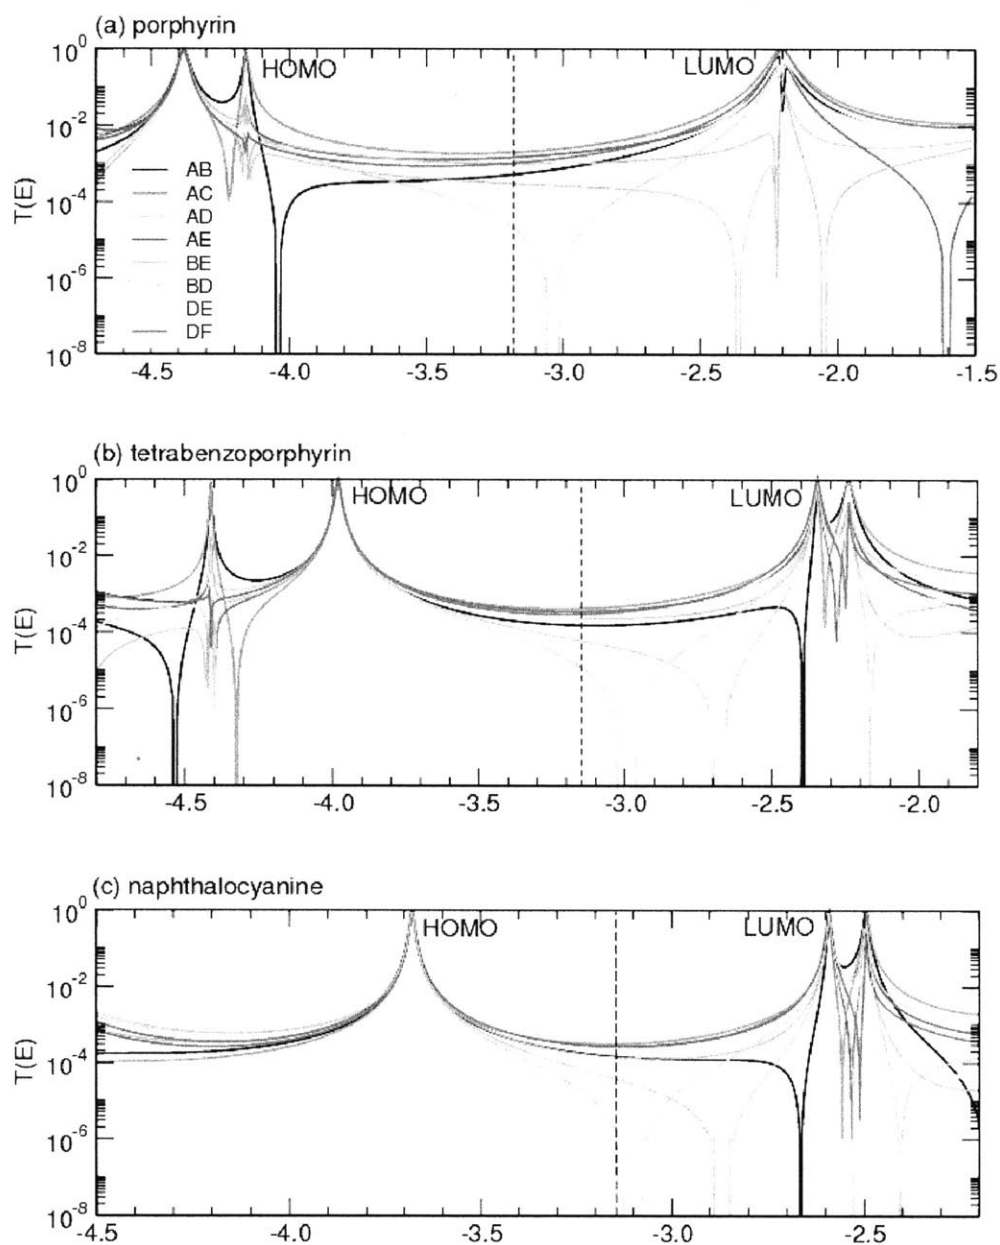 (a) porphyrin
10^0
HOMO
LUMO
10^-2
AB
AC
10^-4
AD
AE
BE
10^-6
BD
DE
DF
10^-8
T(E)
-4.5 -4.0 -3.5 -3.0 -2.5 -2.0 -1.5
(b) tetrabenzoporphyrin
10^0
HOMO
LUMO
10^-2
10^-4
10^-6
10^-8
T(E)
-4.5 -4.0 -3.5 -3.0 -2.5 -2.0
(c) naphthalocyanine
10^0
HOMO
LUMO
10^-2
10^-4
10^-6
10^-8
T(E)
-4.5 -4.0 -3.5 -3.0 -2.5